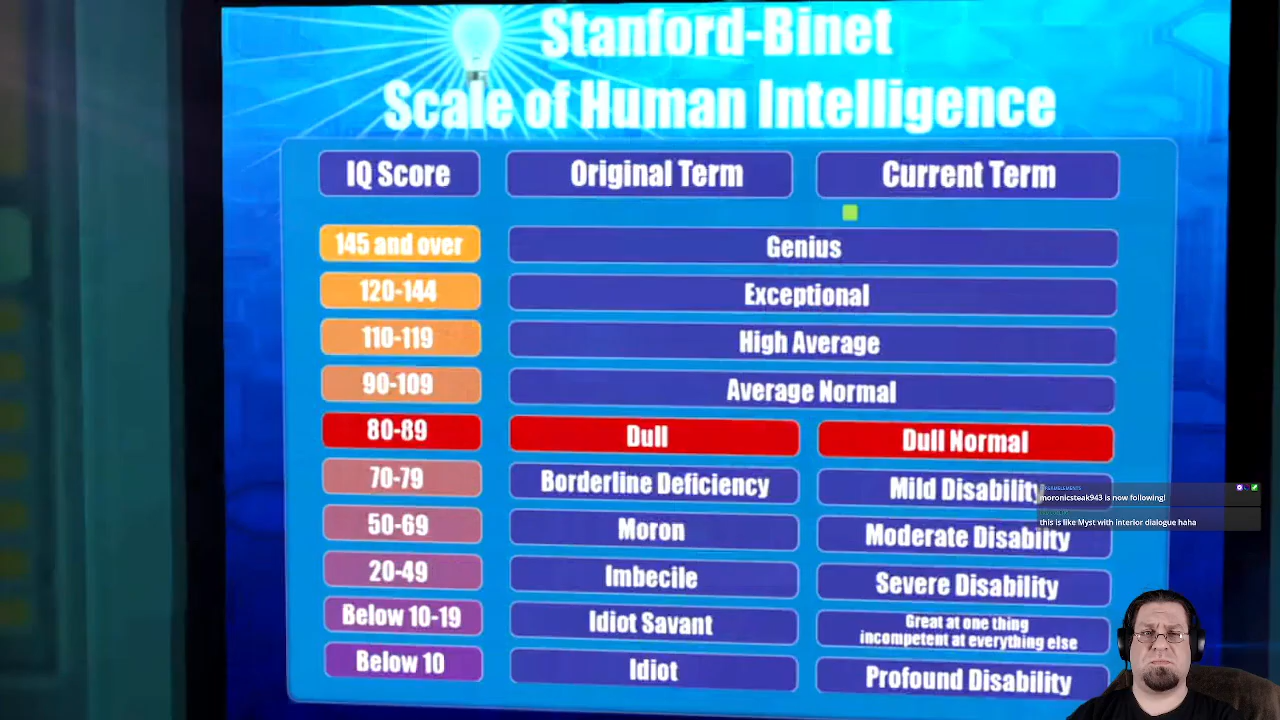 Stanford-Binet
Scale of Human Intelligence
IQ Score Original Term Current Term
145 and over Genius
120-144 Exceptional
110-119 High Average
90-109 Average Normal
80-89 Dull Dull Normal
70-79 Borderline Deficiency Mild Disability
moronicsteak943 is now following!
this is like Myst with interior dialogue haha
50-69 Moron Moderate Disabilty
20-49 Imbecile Severe Disability
Below 10-19 Idiot Savant Great at one thing
incompetent at everything else
Below 10 Idiot Profound Disability